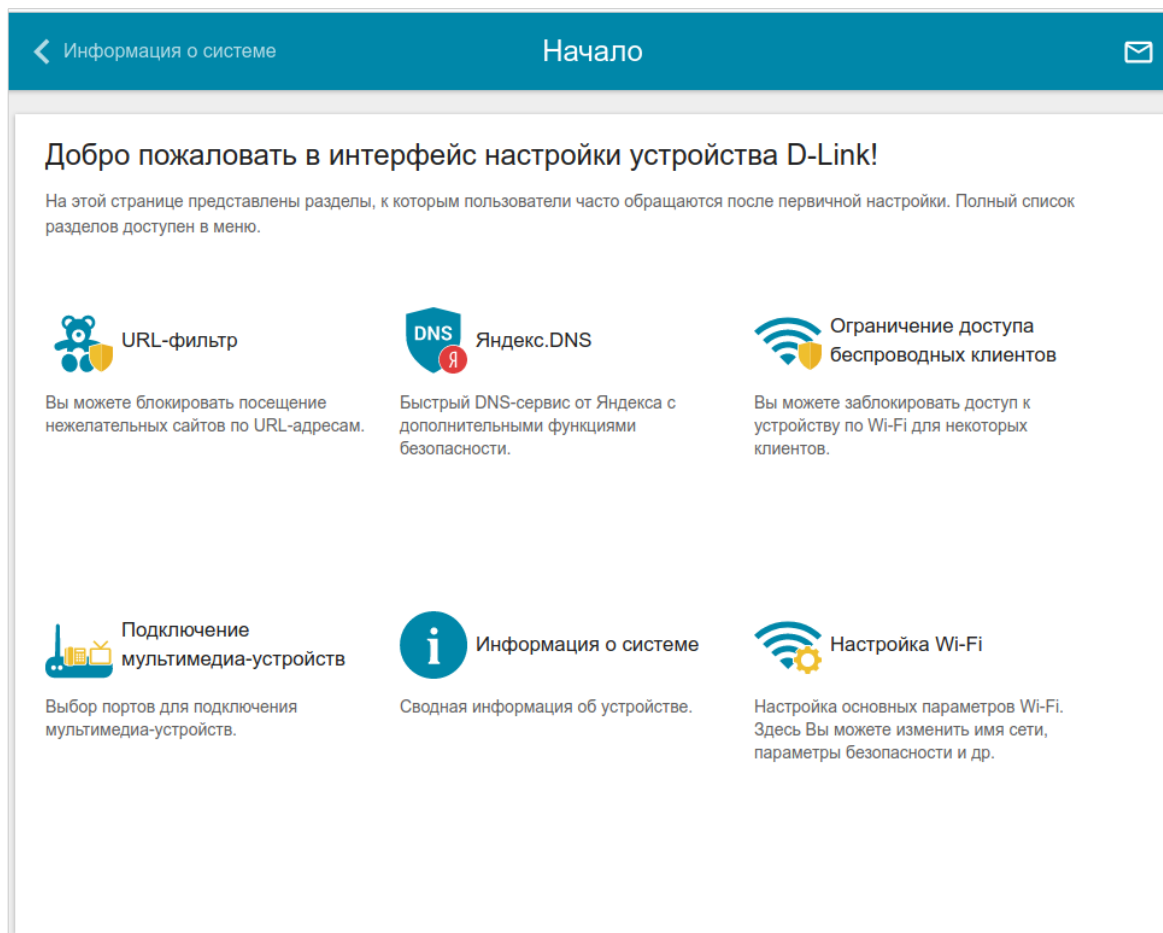 Информация о системе
Начало
Добро пожаловать в интерфейс настройки устройства D-Link!
На этой странице представлены разделы, к которым пользователи часто обращаются после первичной настройки. Полный список
разделов доступен в меню.
URL-фильтр
Вы можете блокировать посещение
нежелательных сайтов по URL-адресам.
DNS
Я
Яндекс.DNS
Быстрый DNS-сервис от Яндекса с
дополнительными функциями
безопасности.
Ограничение доступа
беспроводных клиентов
Вы можете заблокировать доступ к
устройству по Wi-Fi для некоторых
клиентов.
Подключение
мультимедиа-устройств
Выбор портов для подключения
мультимедиа-устройств.
i
Информация о системе
Сводная информация об устройстве.
Настройка Wi-Fi
Настройка основных параметров Wi-Fi.
Здесь Вы можете изменить имя сети,
параметры безопасности и др.